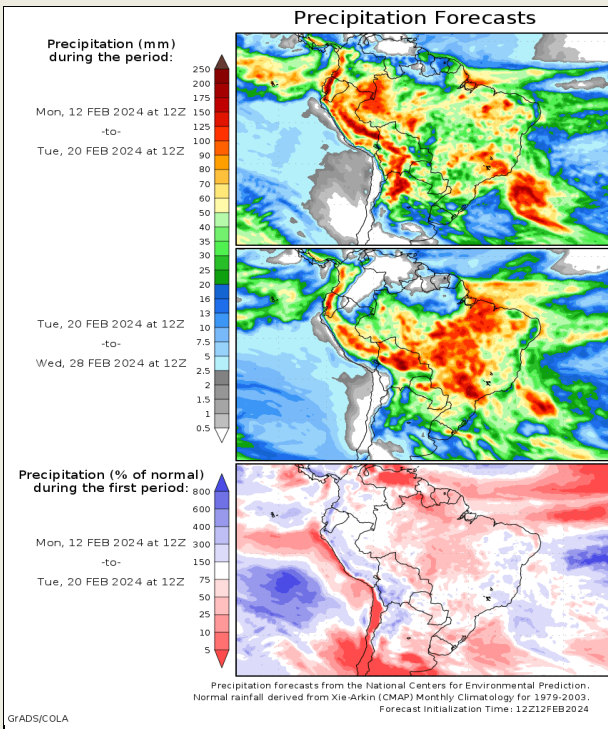 Precipitation Forecasts
Precipitation (mm)
during the period:
Mon, 12 FEB 2024 at 12Z
-to-
Tue, 20 FEB 2024 at 12Z
250
200
175
150
125
100
90
80
70
60
50
40
35
30
25
20
16
13
10
7.5
5
2.5
2
1.5
1
0.5
Tue, 20 FEB 2024 at 12Z
-to-
Wed, 28 FEB 2024 at 12Z
Precipitation (% of normal)
during the first period:
Mon, 12 FEB 2024 at 12Z
-to-
Tue, 20 FEB 2024 at 12Z
800
600
400
300
150
75
50
25
10
5
Precipitation forecasts from the National Centers for Environmental Prediction.
Normal rainfall derived from Xie-Arkin (CMAP) Monthly Climatology for 1979-2003.
Forecast Initialization Time: 12Z12FEB2024
GrADS/COLA